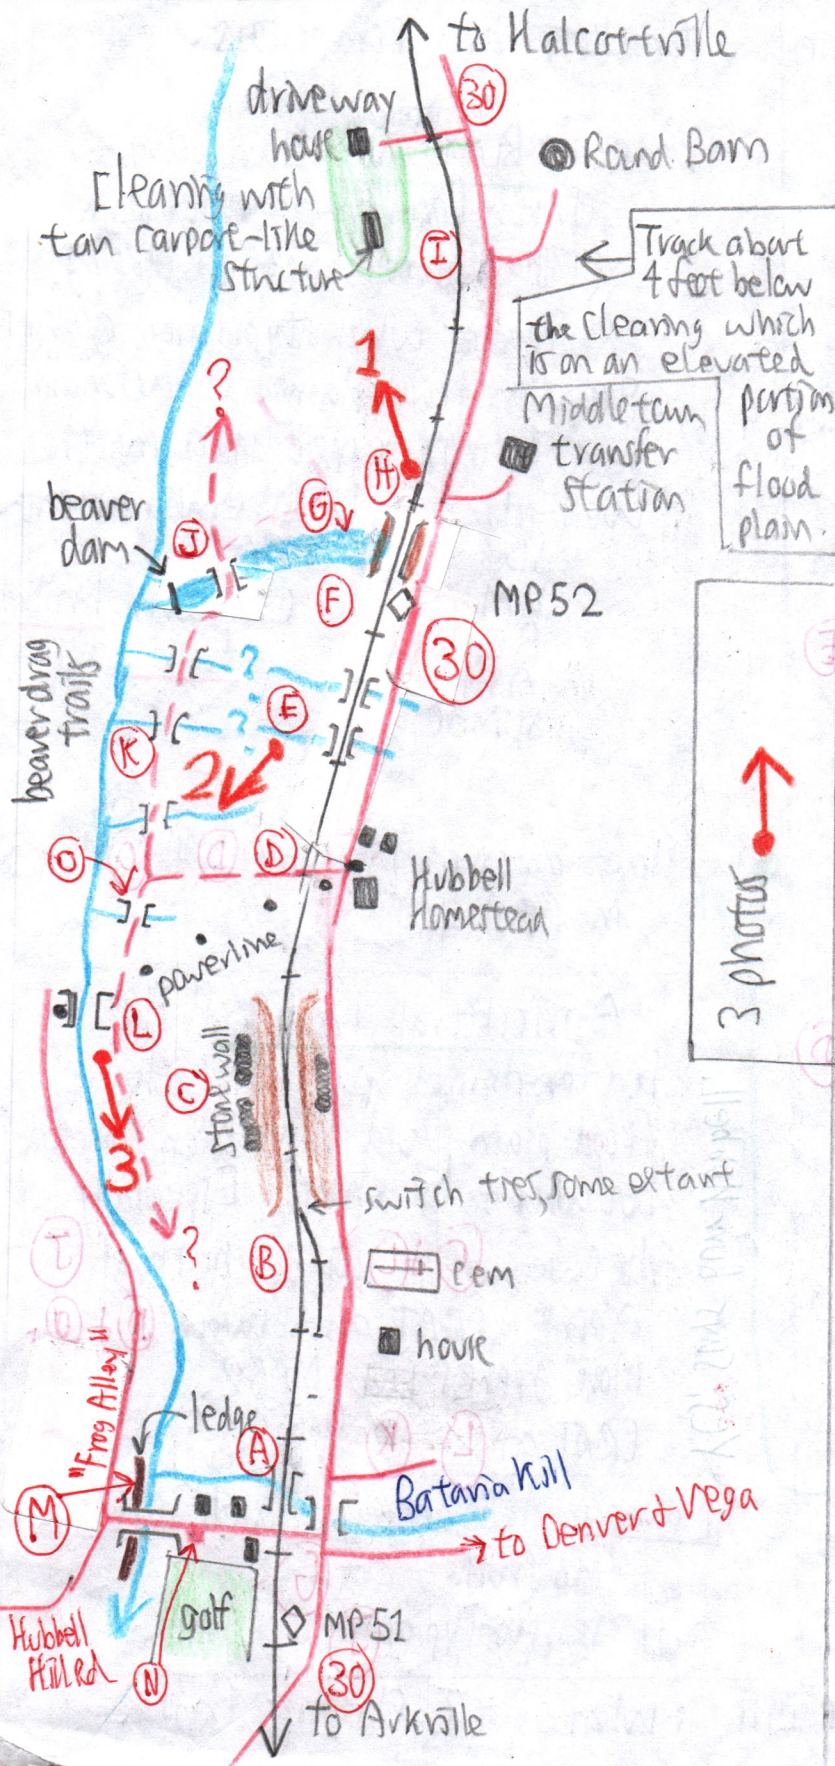 to Halcottville
30
driveway
house
Round Barn
Clearing with
tan carport-like
structure
I
Track about
4 feet below
the clearing which
is on an elevated
portion
of
flood
plain.
1
?
Middletown
transfer
station
H
G
beaver
dam
J
F
MP52
30
beaver drag
trails
?
?
E
K
2
O
D
Hubbell
Homestead
powerline
L
3 photos
C
stone wall
3
switch ties, some extant
?
B
cem
house
"Frog Alley"
ledge
A
M
Batavia Kill
to Denver & Vega
golf
MP51
Hubbell
Hill Rd
N
30
to Arkville